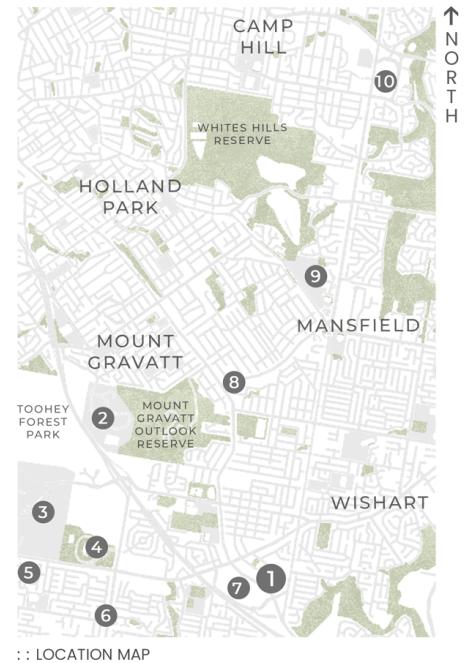 CAMP
HILL
NORTH
10
WHITES HILLS
RESERVE
HOLLAND
PARK
9
MANSFIELD
MOUNT
GRAVATT
8
TOOHEY
FOREST
PARK
2
MOUNT
GRAVATT
OUTLOOK
RESERVE
WISHART
3
4
5
7
1
6
: : LOCATION MAP